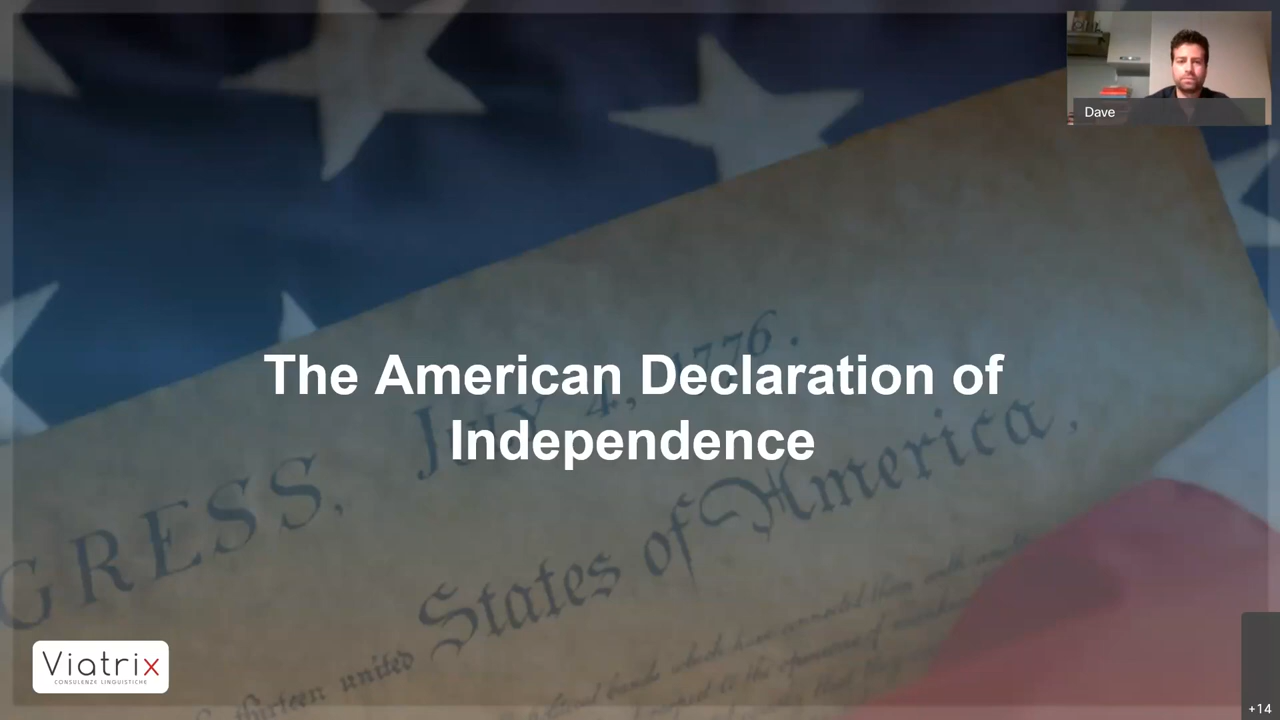 Dave
The American Declaration of
Independence
GRESS, July 4, 1776.
thirteen united States of America,
Viatrix
CONSULENZE LINGUISTICHE
+14